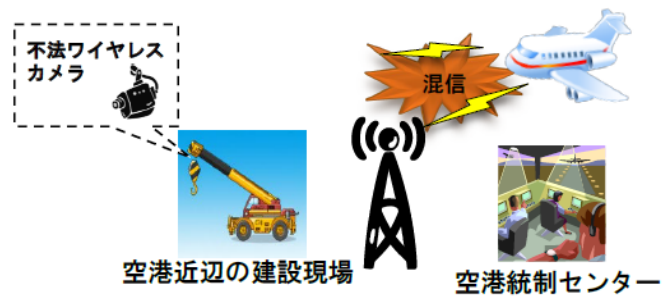 不法ワイヤレス
カメラ
混信
空港近辺の建設現場
空港統制センター